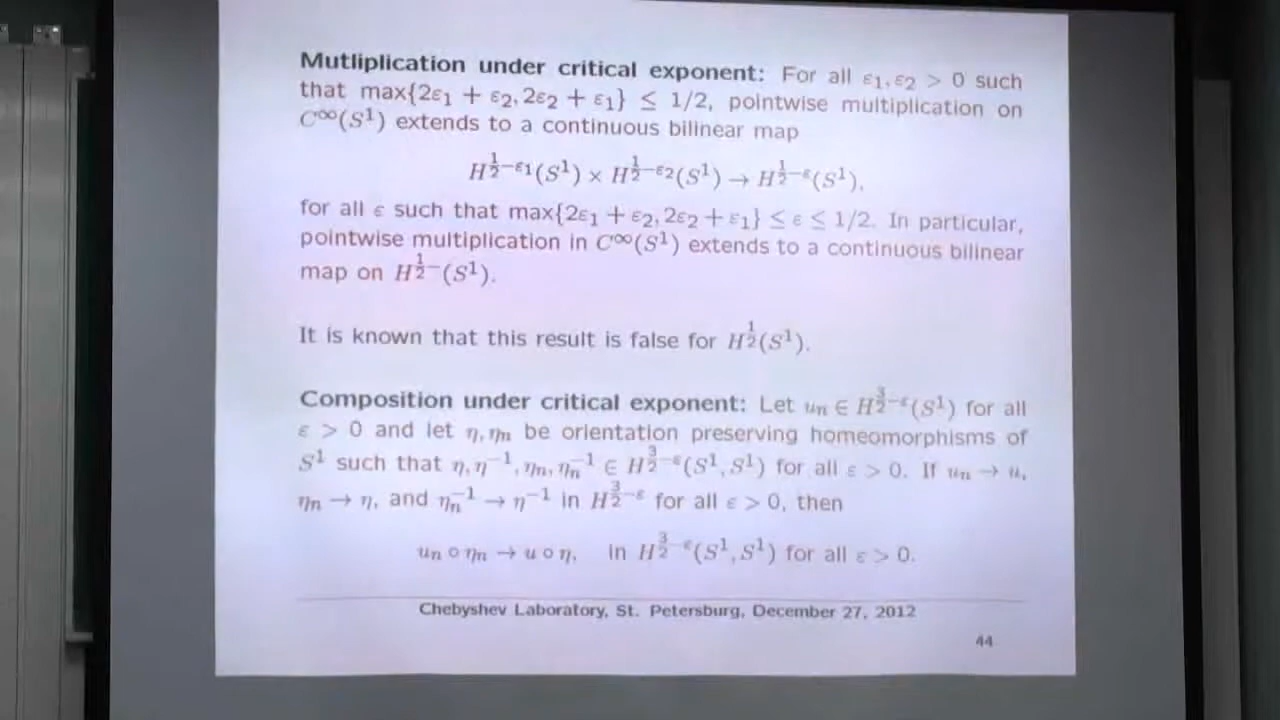 Mutliplication under critical exponent: For all ε₁, ε₂ > 0 such
that max{2ε₁ + ε₂, 2ε₂ + ε₁} ≤ 1/2, pointwise multiplication on
C^∞(S¹) extends to a continuous bilinear map
H^{1/2−ε₁}(S¹) × H^{1/2−ε₂}(S¹) → H^{1/2−ε}(S¹),
for all ε such that max{2ε₁ + ε₂, 2ε₂ + ε₁} ≤ ε ≤ 1/2. In particular,
pointwise multiplication in C^∞(S¹) extends to a continuous bilinear
map on H^{1/2−}(S¹).
It is known that this result is false for H^{1/2}(S¹).
Composition under critical exponent: Let uₙ ∈ H^{3/2−ε}(S¹) for all
ε > 0 and let η, ηₙ be orientation preserving homeomorphisms of
S¹ such that η, η⁻¹, ηₙ, ηₙ⁻¹ ∈ H^{3/2−ε}(S¹, S¹) for all ε > 0. If uₙ → u,
ηₙ → η, and ηₙ⁻¹ → η⁻¹ in H^{3/2−ε} for all ε > 0, then
uₙ ∘ ηₙ → u ∘ η, in H^{3/2−ε}(S¹, S¹) for all ε > 0.
Chebyshev Laboratory, St. Petersburg, December 27, 2012
44